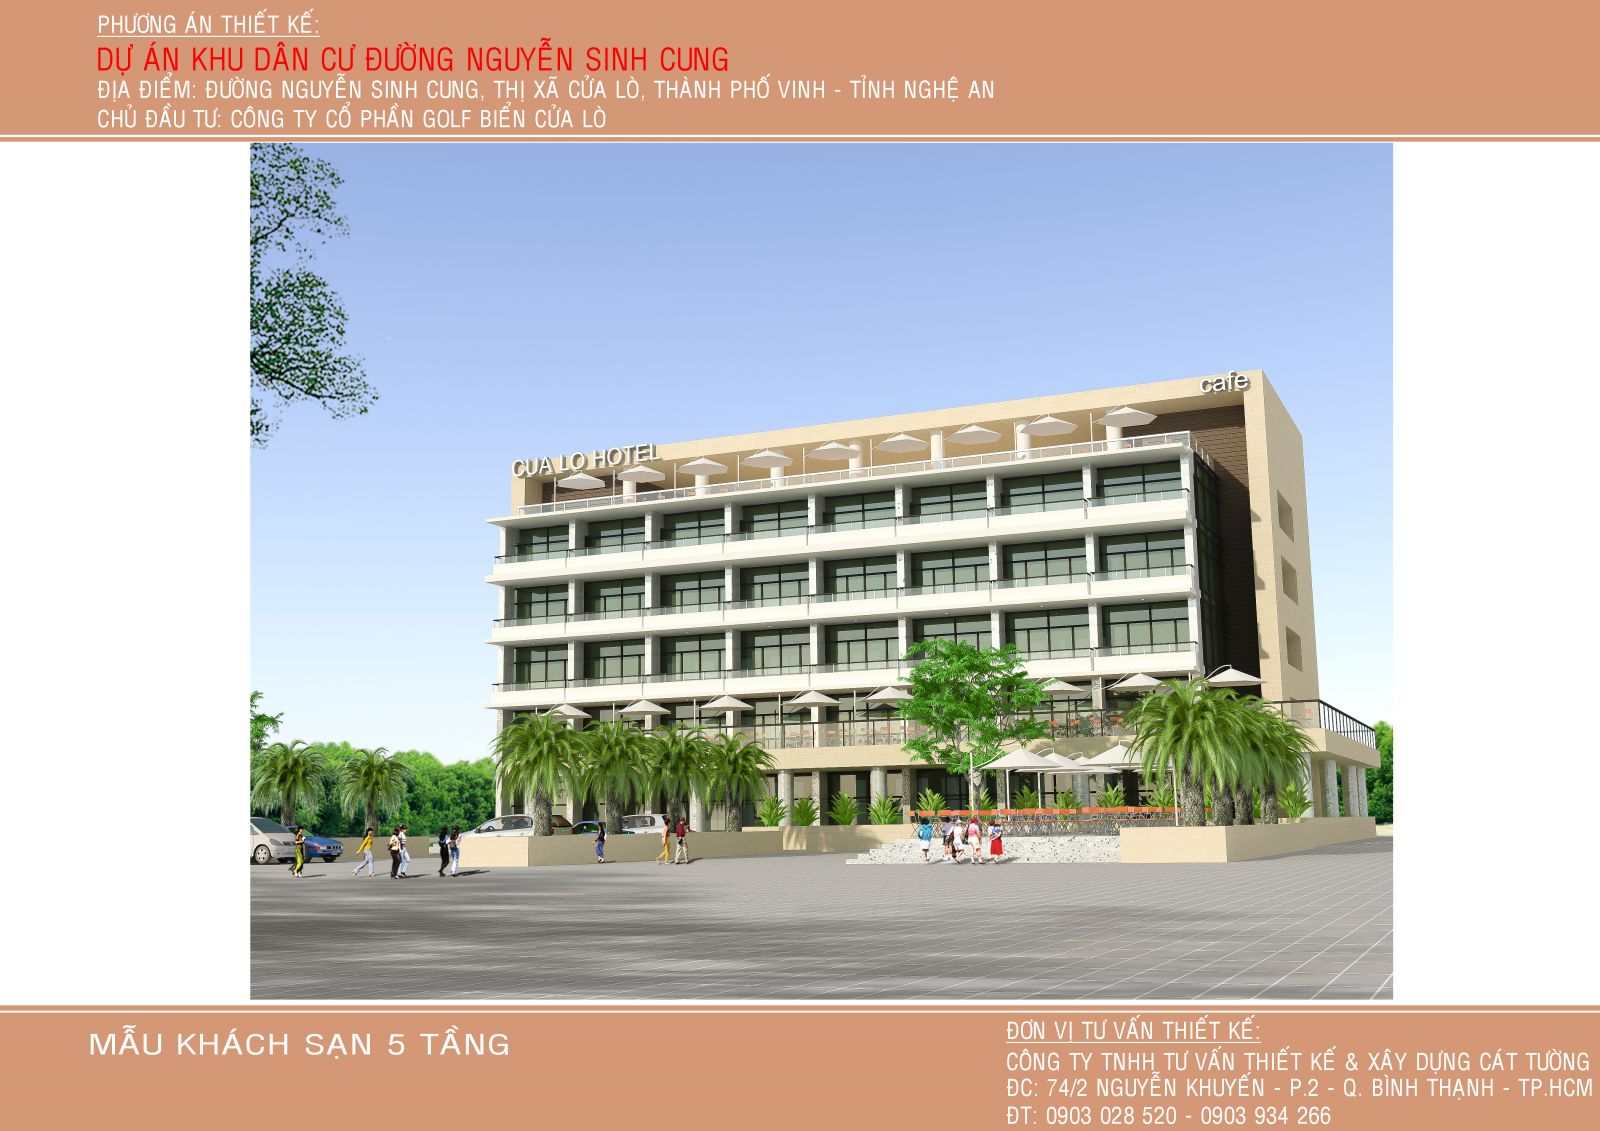 PHƯƠNG ÁN THIẾT KẾ:
DỰ ÁN KHU DÂN CƯ ĐƯỜNG NGUYỄN SINH CUNG
ĐỊA ĐIỂM: ĐƯỜNG NGUYỄN SINH CUNG, THỊ XÃ CỬA LÒ, THÀNH PHỐ VINH - TỈNH NGHỆ AN
CHỦ ĐẦU TƯ: CÔNG TY CỔ PHẦN GOLF BIỂN CỬA LÒ
cafe
CUA LO HOTEL
MẪU KHÁCH SẠN 5 TẦNG
ĐƠN VỊ TƯ VẤN THIẾT KẾ:
CÔNG TY TNHH TƯ VẤN THIẾT KẾ & XÂY DỰNG CÁT TƯỜNG
ĐC: 74/2 NGUYỄN KHUYẾN - P.2 - Q. BÌNH THẠNH - TP.HCM
ĐT: 0903 028 520 - 0903 934 266